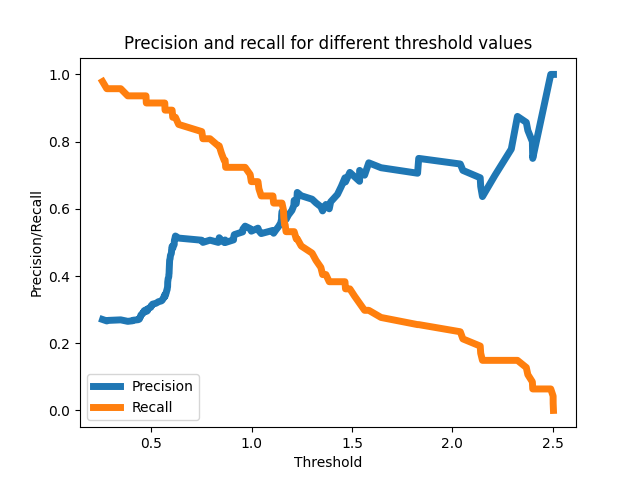 Precision and recall for different threshold values
1.0
0.8
0.6
0.4
0.2
0.0
Precision/Recall
Precision
Recall
0.5
1.0
1.5
2.0
2.5
Threshold